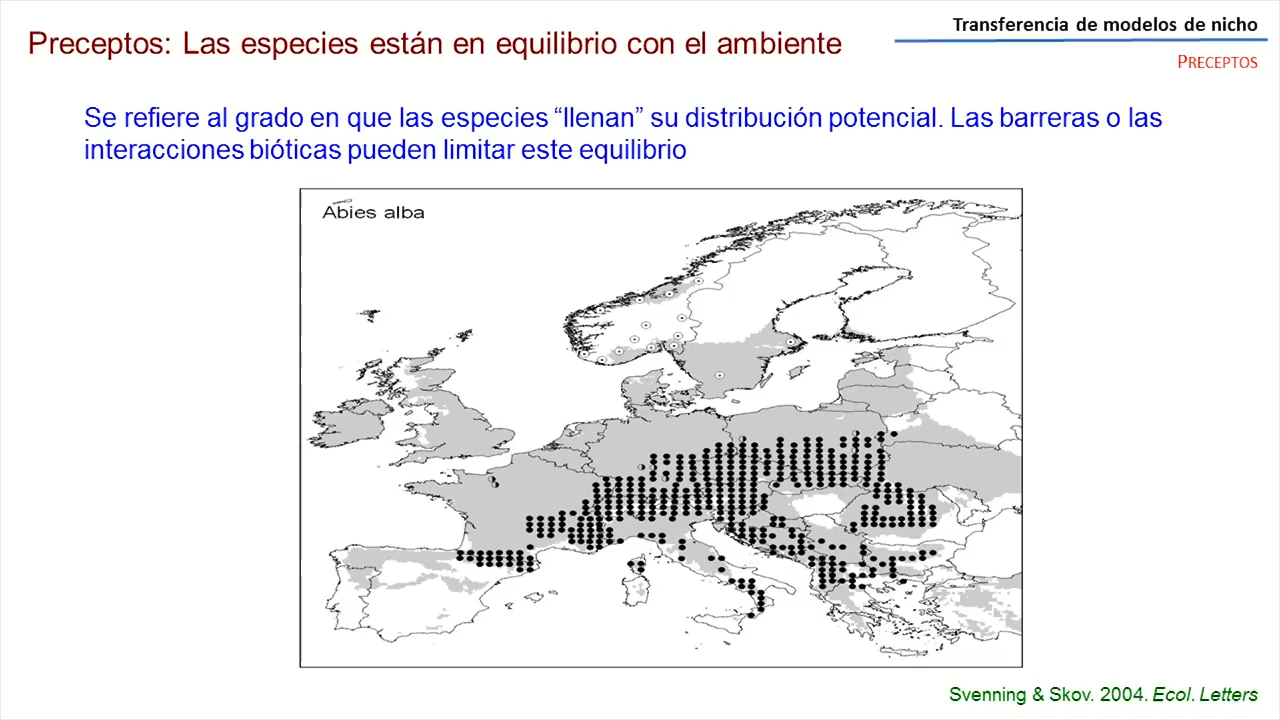 Transferencia de modelos de nicho
Preceptos: Las especies están en equilibrio con el ambiente
PRECEPTOS
Se refiere al grado en que las especies “llenan” su distribución potencial. Las barreras o las
interacciones bióticas pueden limitar este equilibrio
Abies alba
Svenning & Skov. 2004. Ecol. Letters